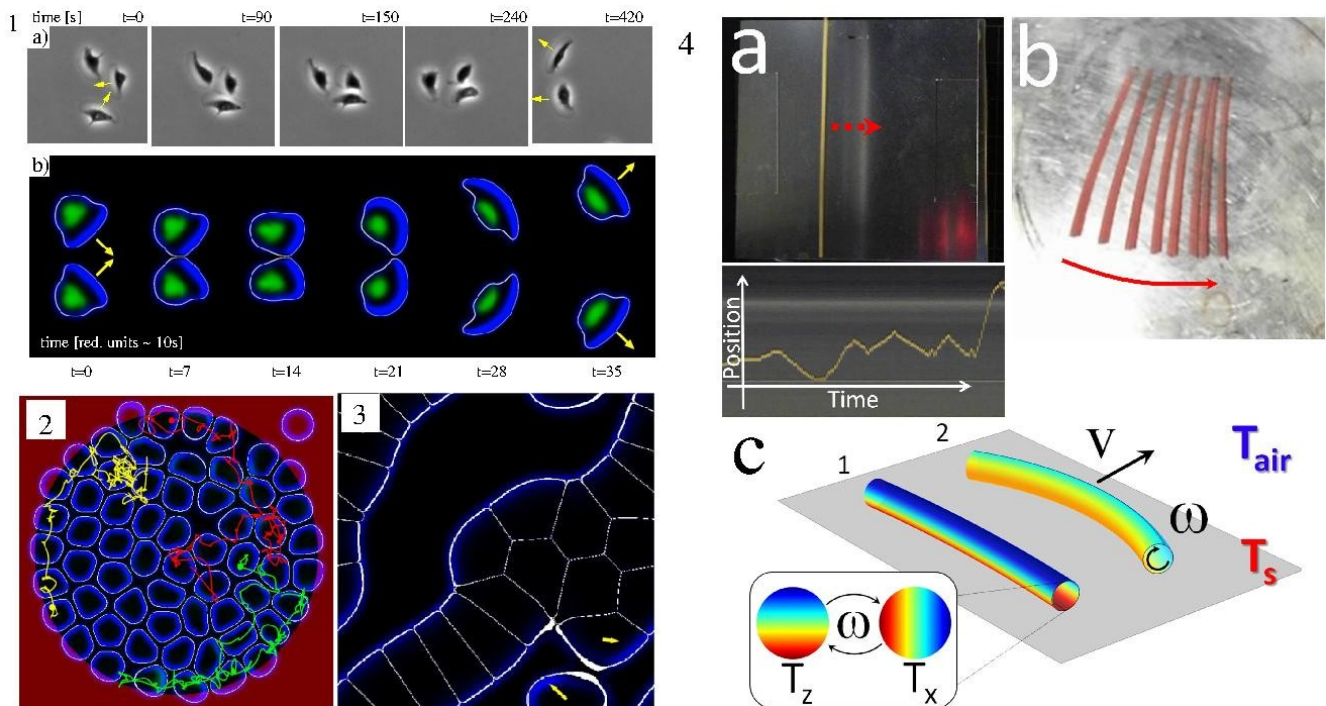 1
time [s] t=0 t=90 t=150 t=240 t=420
a)
b)
time [red. units ~ 10s]
t=0 t=7 t=14 t=21 t=28 t=35
2
3
4
a
b
Position
Time
c
1
2
V
ω
T air
T s
ω
T z T x